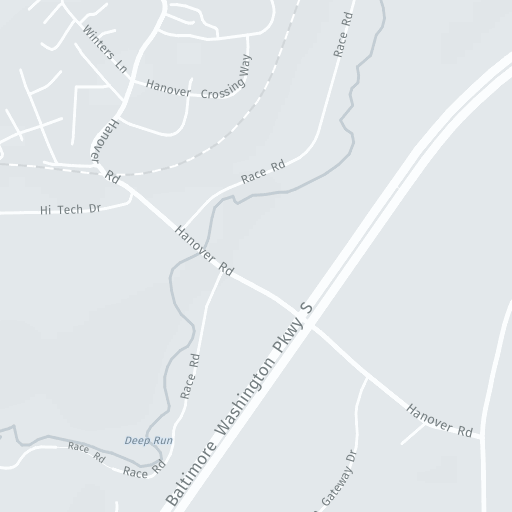 Race Rd
Winters Ln
Hanover Crossing Way
Hanover Rd
Race Rd
Hi Tech Dr
Hanover Rd
Baltimore Washington Pkwy S
Race Rd
Hanover Rd
Deep Run
Race Rd
Race Rd
Gateway Dr